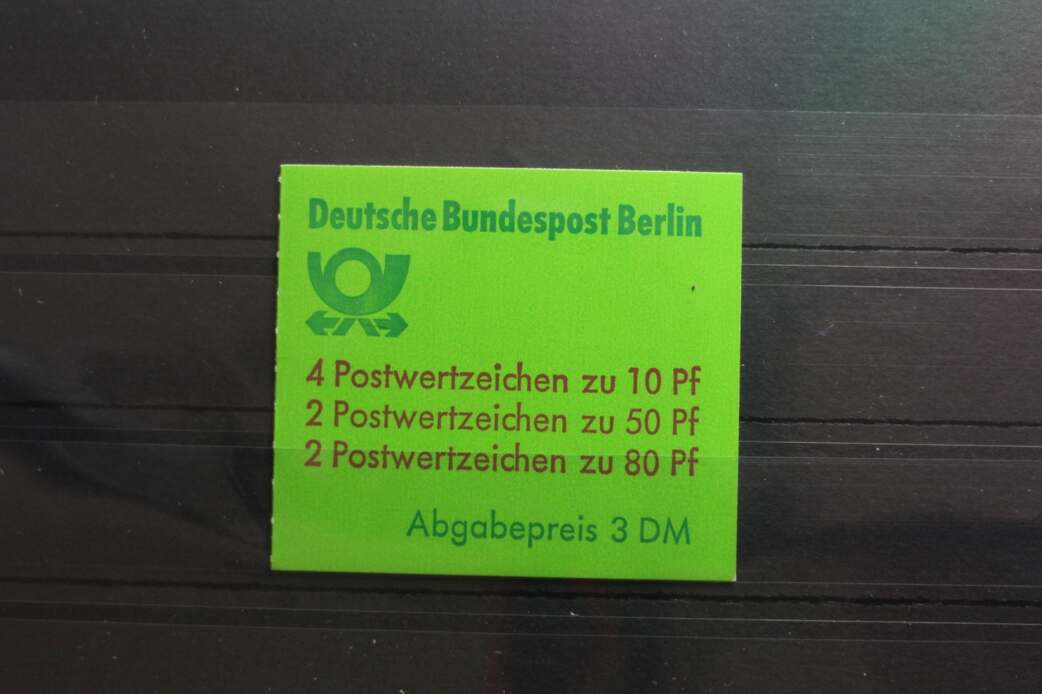 Deutsche Bundespost Berlin
4 Postwertzeichen zu 10 Pf
2 Postwertzeichen zu 50 Pf
2 Postwertzeichen zu 80 Pf
Abgabepreis 3 DM